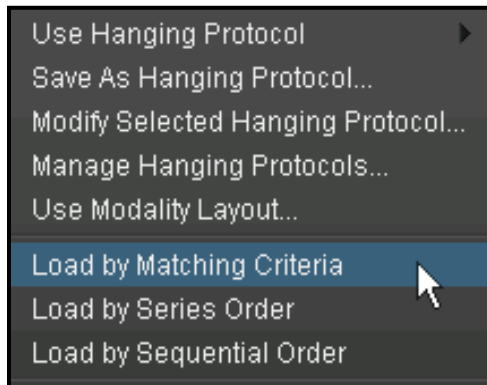 Use Hanging Protocol
Save As Hanging Protocol...
Modify Selected Hanging Protocol...
Manage Hanging Protocols...
Use Modality Layout...
Load by Matching Criteria
Load by Series Order
Load by Sequential Order